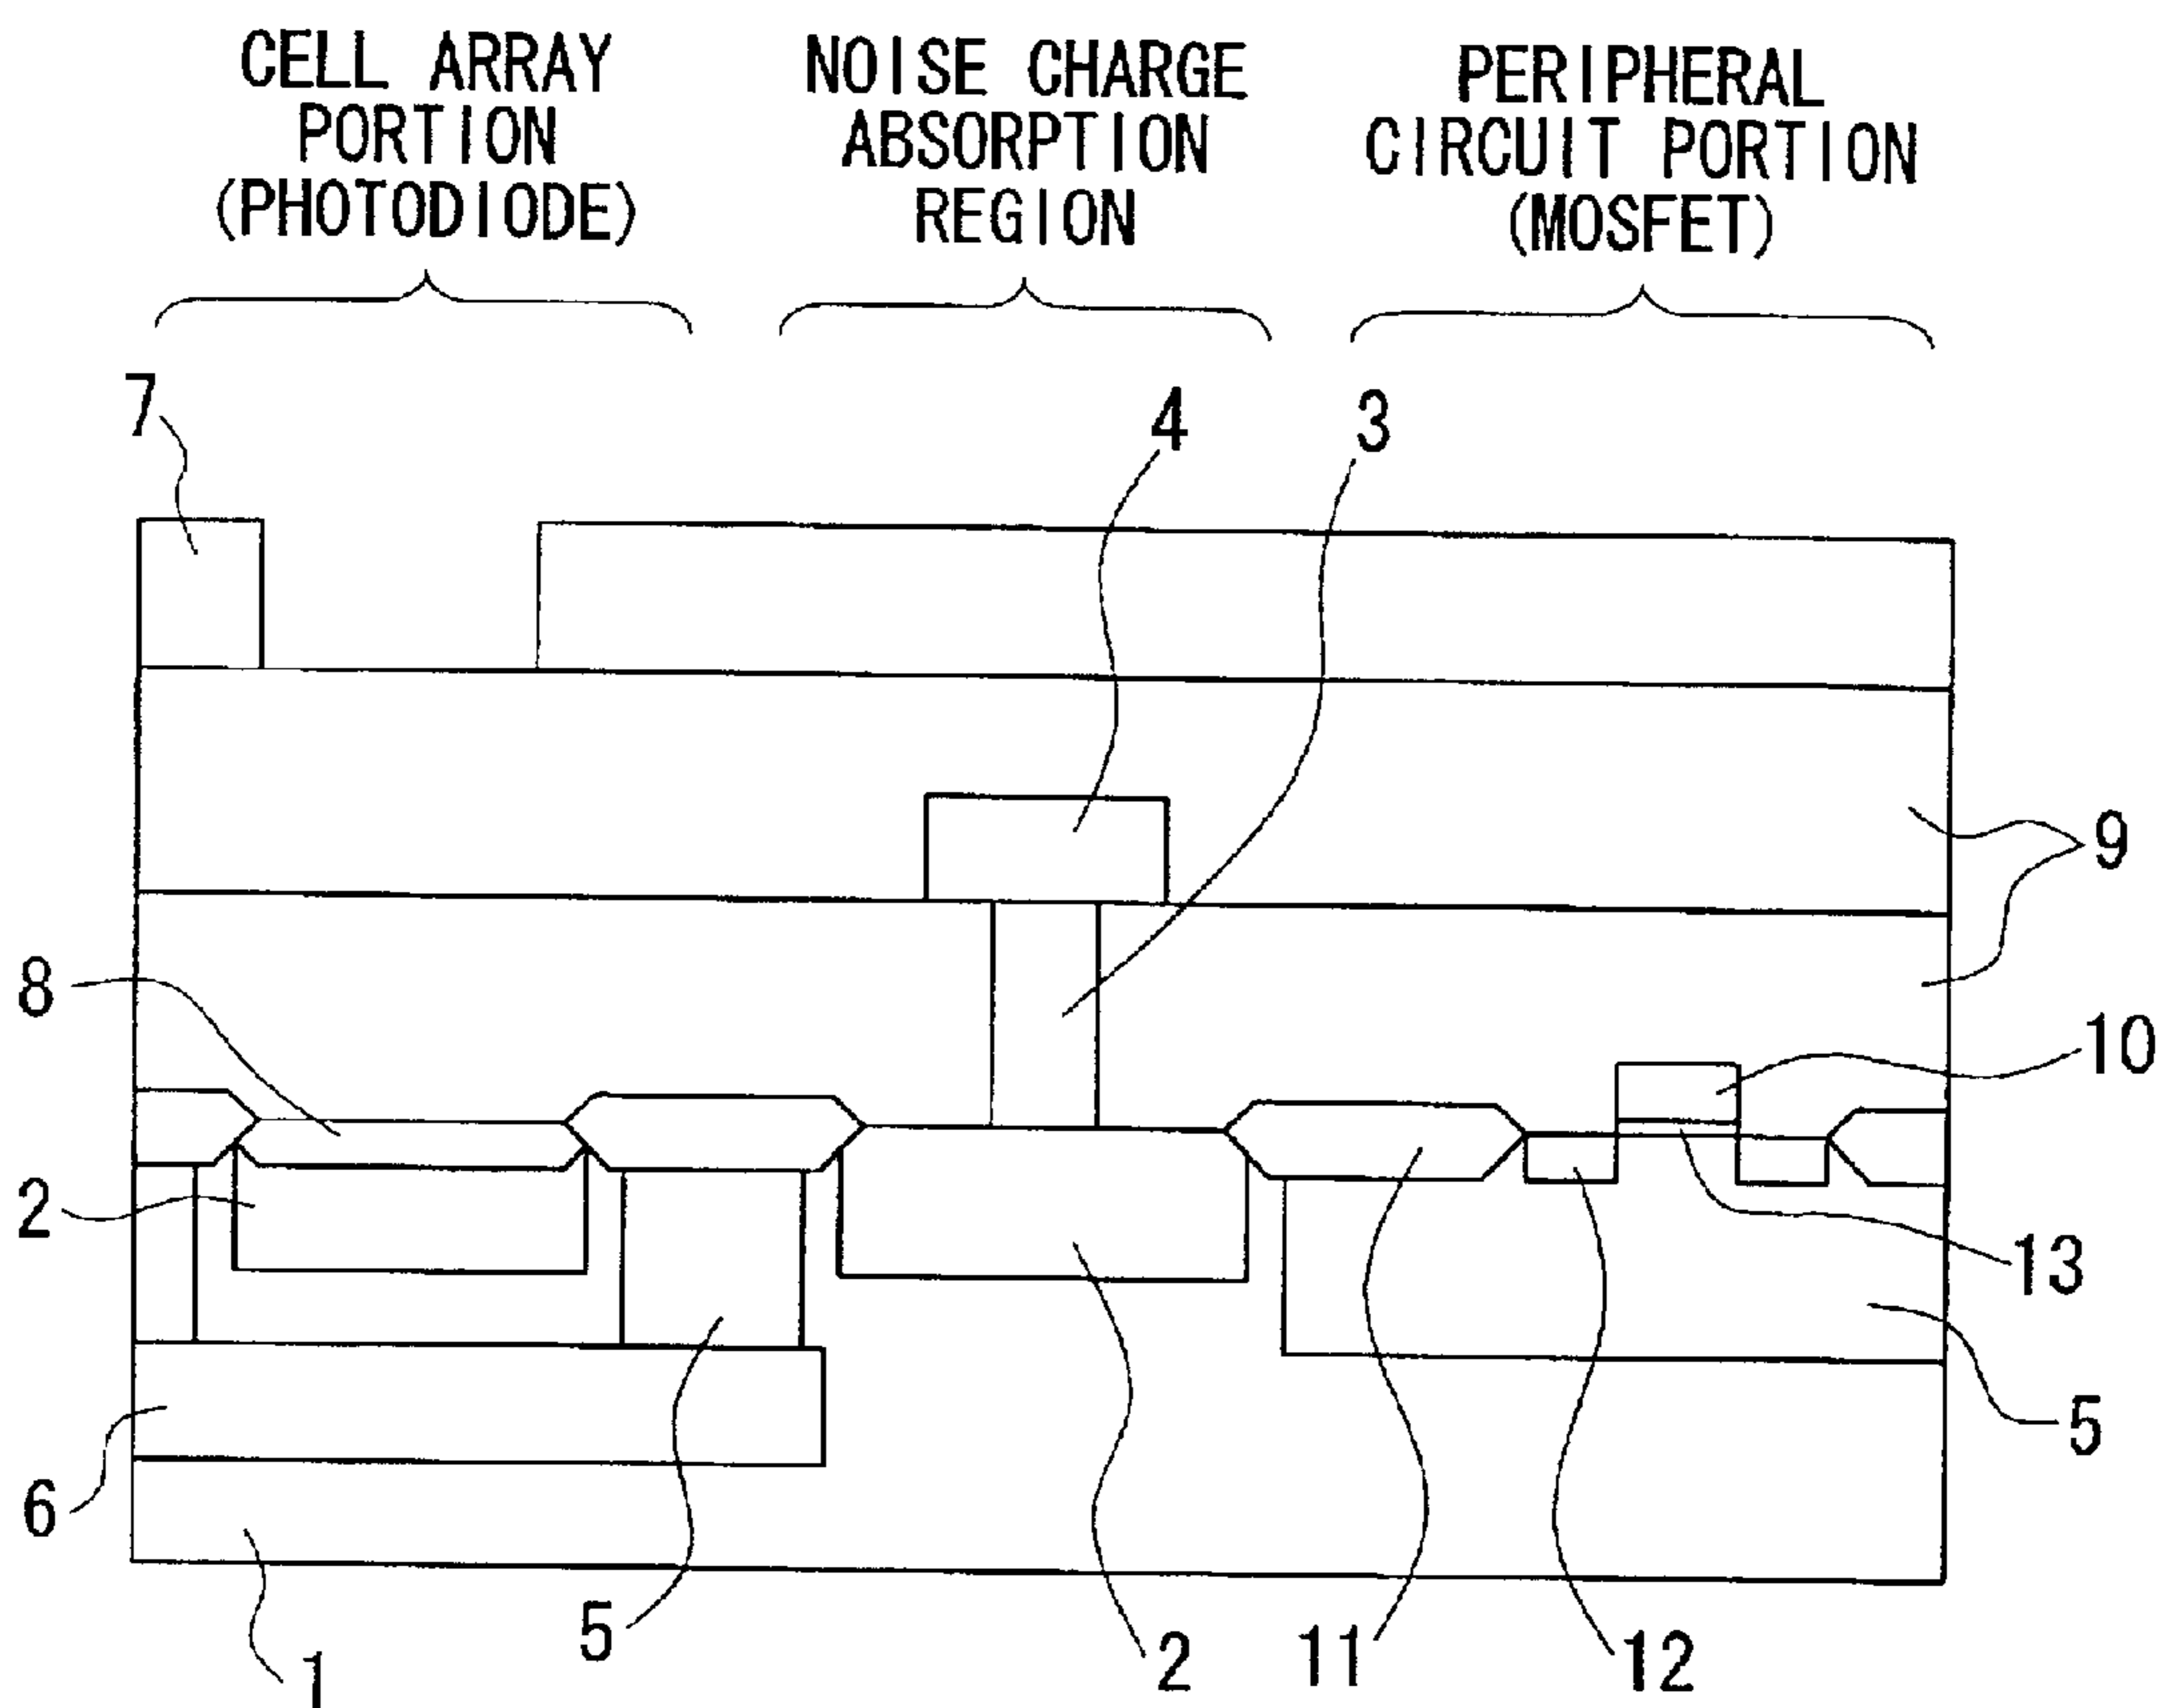 CELL ARRAY
PORTION
(PHOTODIODE)
NOISE CHARGE
ABSORPTION
REGION
PERIPHERAL
CIRCUIT PORTION
(MOSFET)
7
4
3
9
8
10
2
13
5
6
5
1
2
11
12